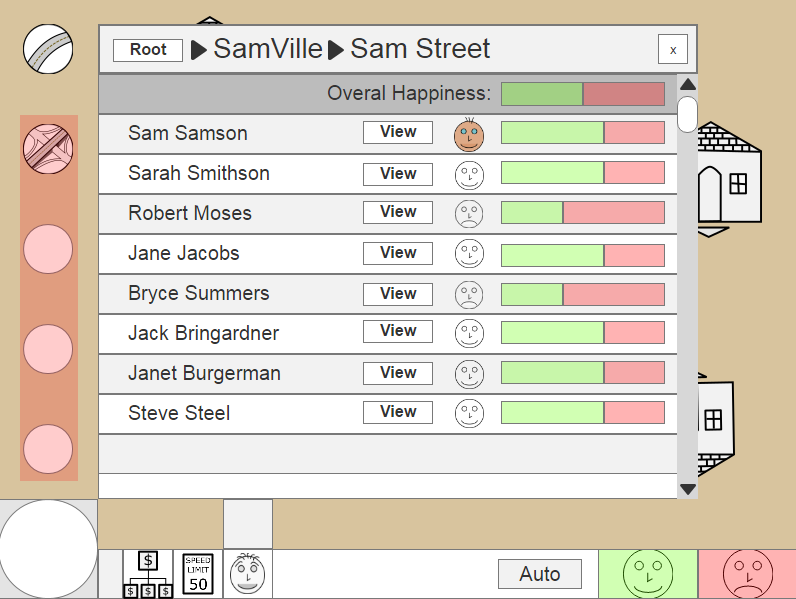 Root SamVille Sam Street x
Overal Happiness:
Sam Samson View
Sarah Smithson View
Robert Moses View
Jane Jacobs View
Bryce Summers View
Jack Bringardner View
Janet Burgerman View
Steve Steel View
$
$ $ $
SPEED
LIMIT
50
Auto